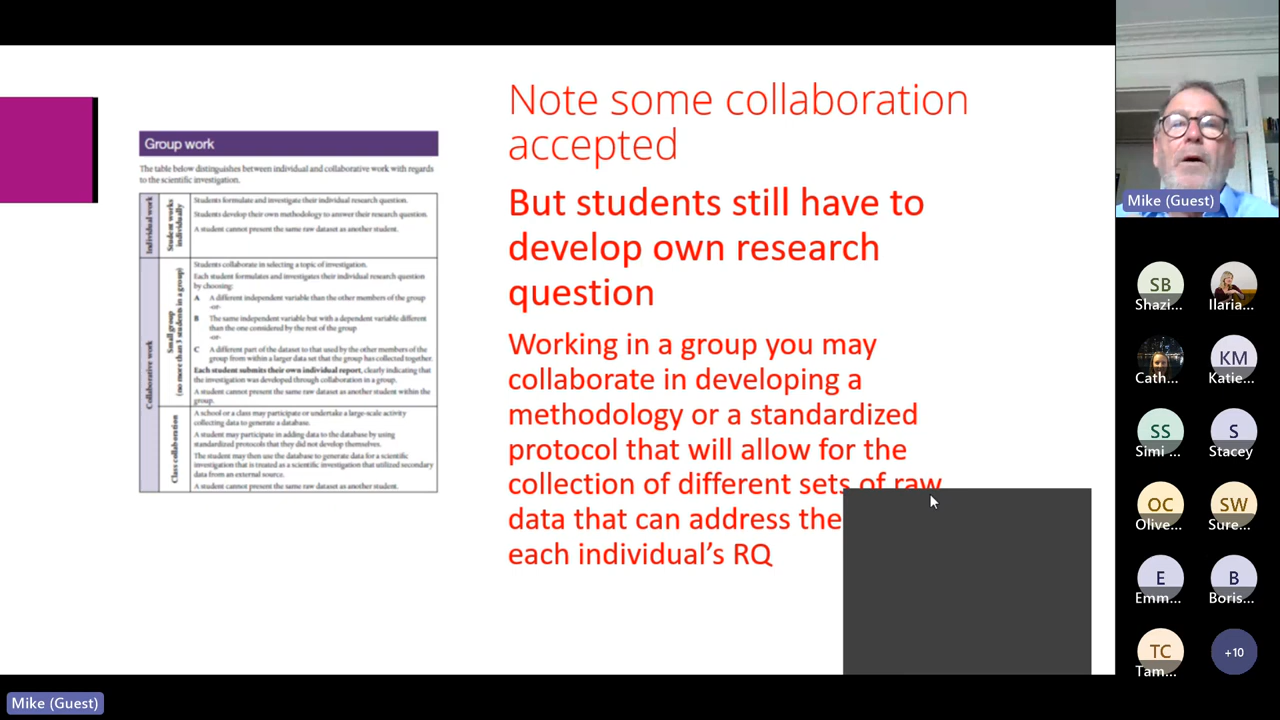 Note some collaboration
accepted
But students still have to
develop own research
question
Working in a group you may
collaborate in developing a
methodology or a standardized
protocol that will allow for the
collection of different sets of raw
data that can address the
each individual's RQ
Group work
The table below distinguishes between individual and collaborative work with regards
to the scientific investigation.
Individual work
Student works
individually
Students formulate and investigate their individual research question.
Students develop their own methodology to answer their research question.
A student cannot present the same raw dataset as another student.
Collaborative work
Small group
(no more than 3 students in a group)
Students collaborate in selecting a topic of investigation.
Each student formulates and investigates their individual research question
by choosing:
A A different independent variable than the other members of the group
-or-
B The same independent variable but with a dependent variable different
than the one considered by the rest of the group
-or-
C A different part of the dataset to that used by the other members of the
group from within a larger data set that the group has collected together.
Each student submits their own individual report, clearly indicating that
the investigation was developed through collaboration in a group.
A student cannot present the same raw dataset as another student within the
group.
Class collaboration
A school or a class may participate or undertake a large-scale activity
collecting data to generate a database.
A student may participate in adding data to the database by using
standardized protocols that they did not develop themselves.
The student may then use the database to generate data for a scientific
investigation that is treated as a scientific investigation that utilized secondary
data from an external source.
A student cannot present the same raw dataset as another student.
Mike (Guest)
SB
Shazi...
Ilaria...
Cath...
KM
Katie...
SS
Simi ...
S
Stacey
OC
Olive...
SW
Sure...
E
Emm...
B
Boris...
TC
Tam...
+10
Mike (Guest)